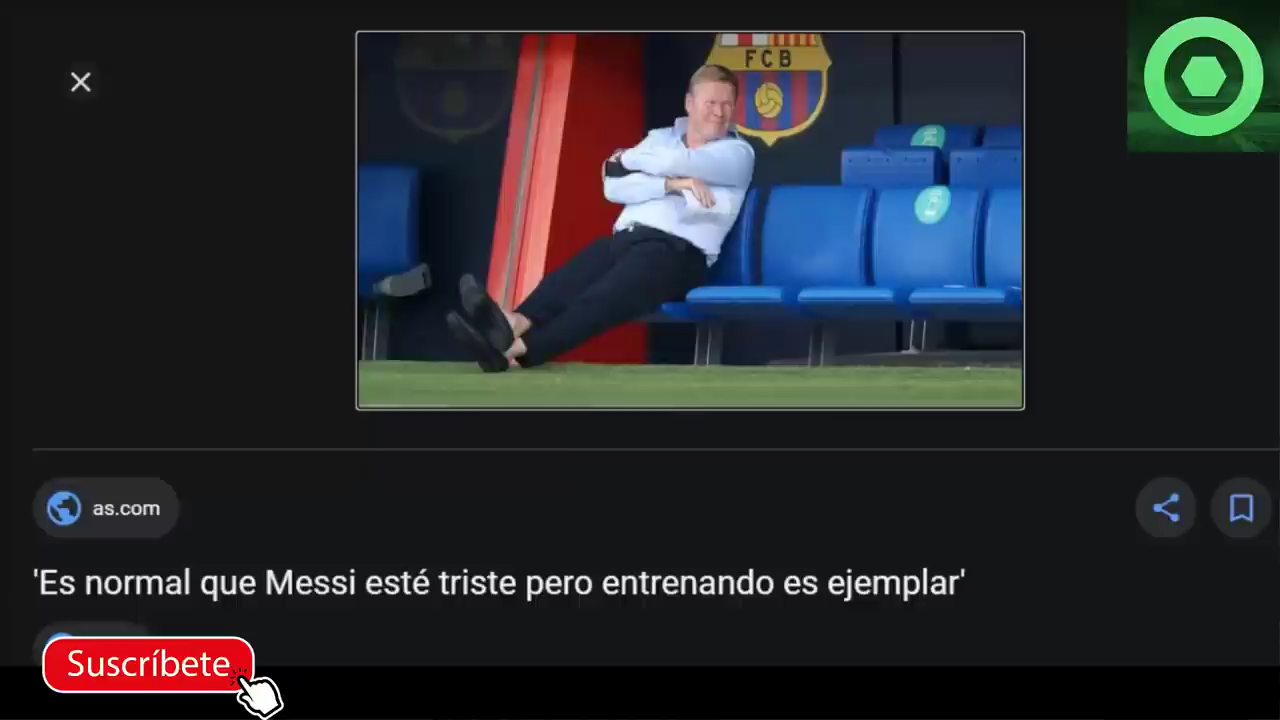 FCB
as.com
'Es normal que Messi esté triste pero entrenando es ejemplar'
Suscríbete